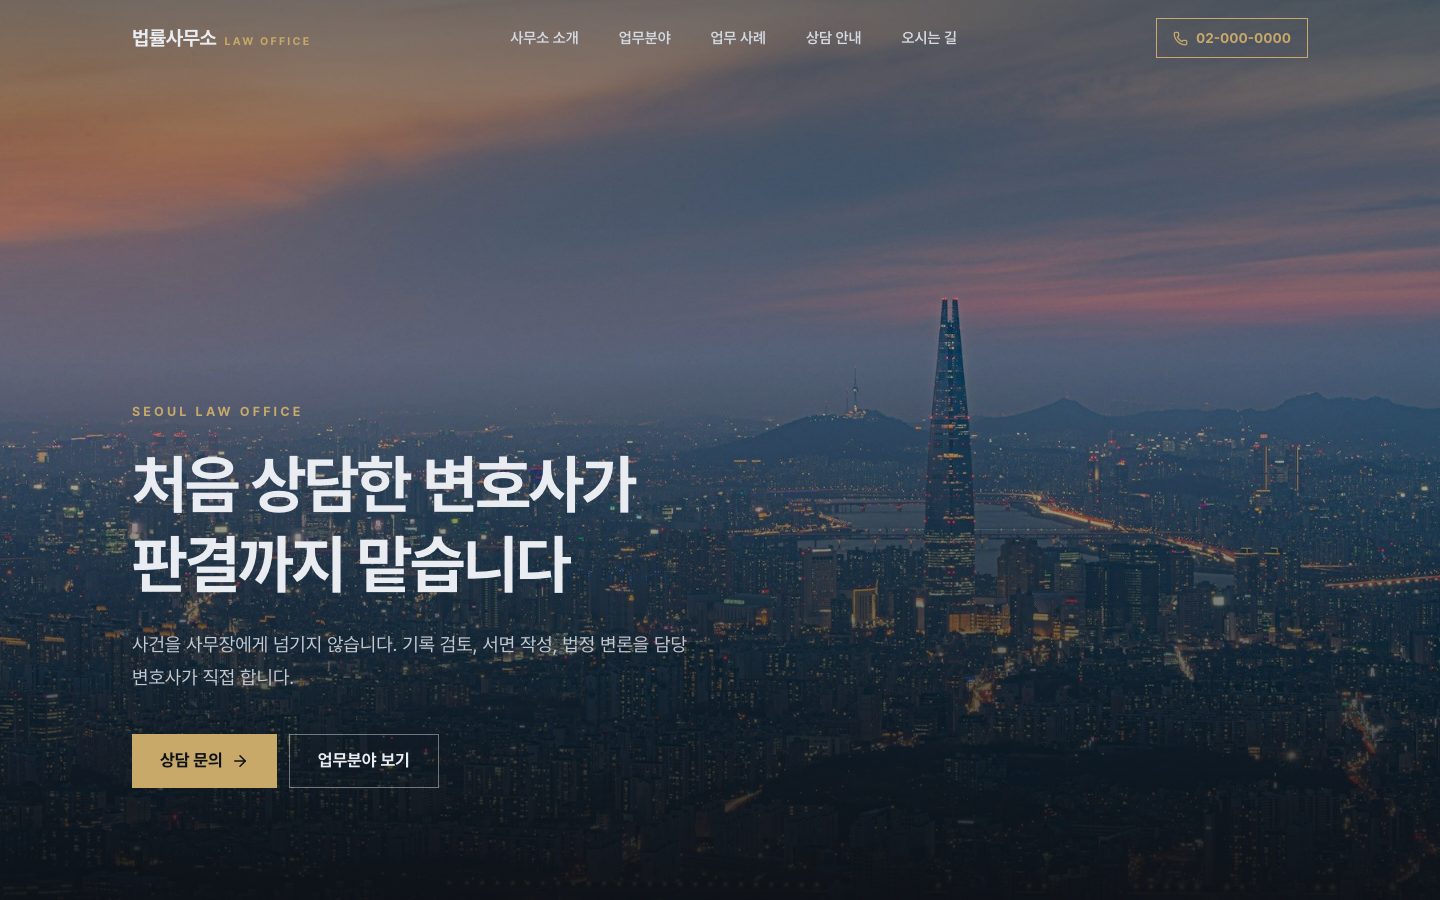 법률사무소 LAW OFFICE
사무소 소개 업무분야 업무 사례 상담 안내 오시는 길
02-000-0000
SEOUL LAW OFFICE
처음 상담한 변호사가
판결까지 맡습니다
사건을 사무장에게 넘기지 않습니다. 기록 검토, 서면 작성, 법정 변론을 담당
변호사가 직접 합니다.
상담 문의 →
업무분야 보기